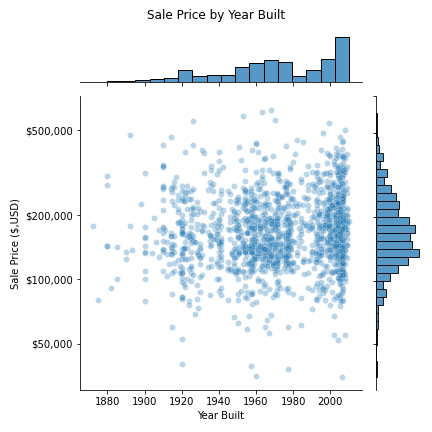 Sale Price by Year Built
$500,000
$200,000
$100,000
$50,000
Sale Price ($,USD)
1880 1900 1920 1940 1960 1980 2000
Year Built